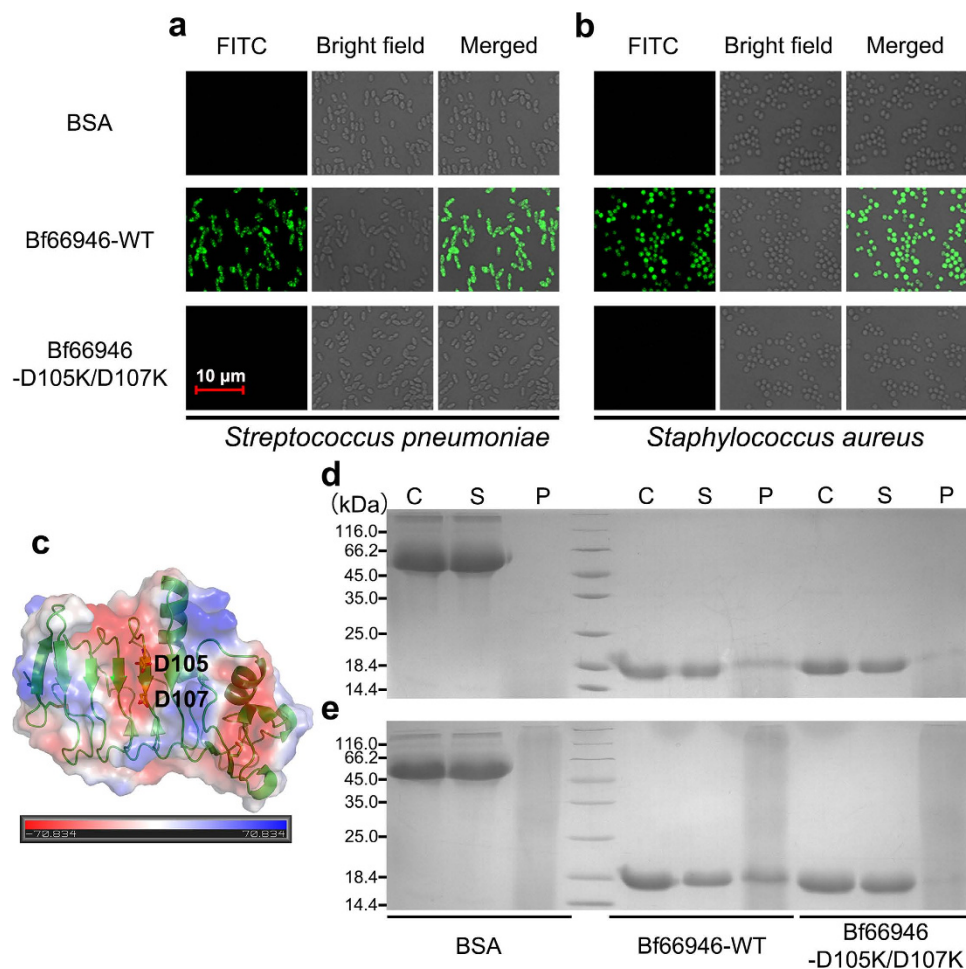 a
FITC Bright field Merged
b
FITC Bright field Merged
BSA
Bf66946-WT
Bf66946
-D105K/D107K
10 μm
Streptococcus pneumoniae
Staphylococcus aureus
c
D105
D107
-70.834 70.834
d
(kDa)
C S P C S P C S P
116.0
66.2
45.0
35.0
25.0
18.4
14.4
e
116.0
66.2
45.0
35.0
25.0
18.4
14.4
BSA
Bf66946-WT
Bf66946
-D105K/D107K